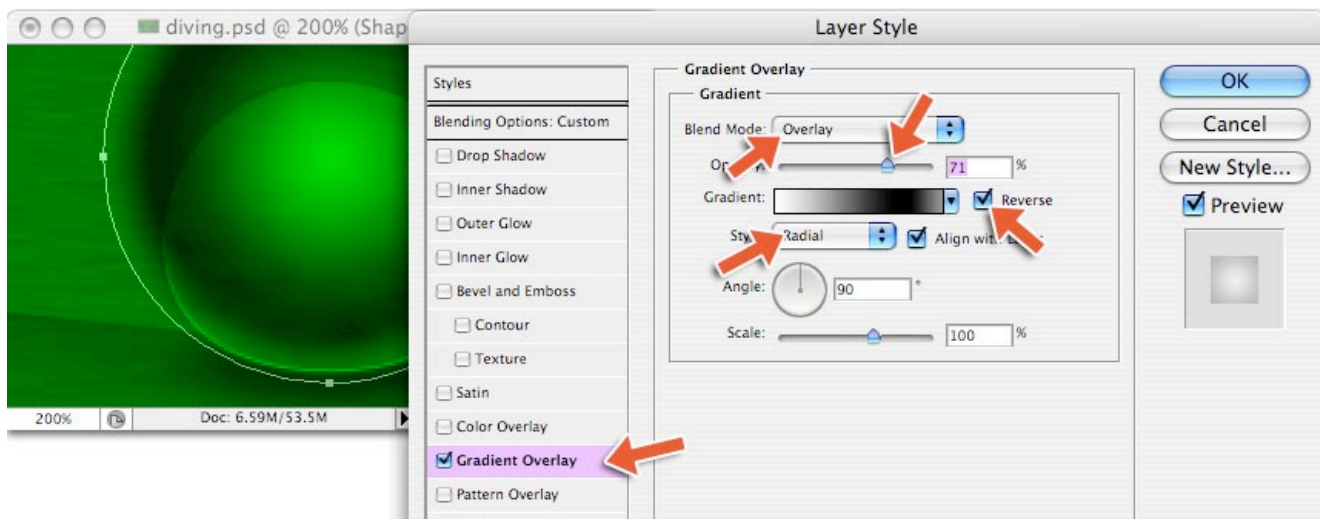 diving.psd @ 200% (Shap
Layer Style
Styles
Blending Options: Custom
Drop Shadow
Inner Shadow
Outer Glow
Inner Glow
Bevel and Emboss
Contour
Texture
Satin
Color Overlay
Gradient Overlay
Pattern Overlay
Gradient Overlay
Gradient
Blend Mode: Overlay
71 %
Gradient: Reverse
Radial Align with
Angle: 90 °
Scale: 100 %
OK
Cancel
New Style...
Preview
200% Doc: 6.59M/53.5M